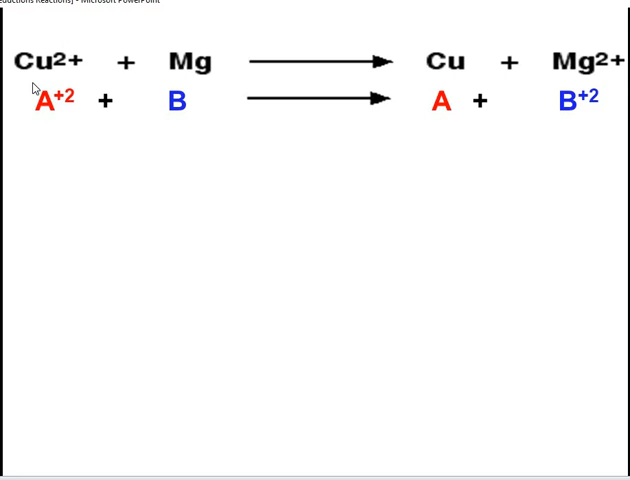 eductions Reactions] - Microsoft PowerPoint
Cu2+ + Mg Cu + Mg2+
A+2 + B A + B+2